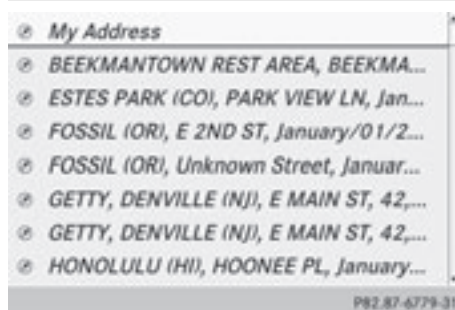 My Address
BEEKMANTOWN REST AREA, BEEKMA...
ESTES PARK (CO), PARK VIEW LN, Jan...
FOSSIL (OR), E 2ND ST, January/01/2...
FOSSIL (OR), Unknown Street, Januar...
GETTY, DENVILLE (NJ), E MAIN ST, 42,...
GETTY, DENVILLE (NJ), E MAIN ST, 42,...
HONOLULU (HI), HOONEE PL, January...
P82.87-6779-31